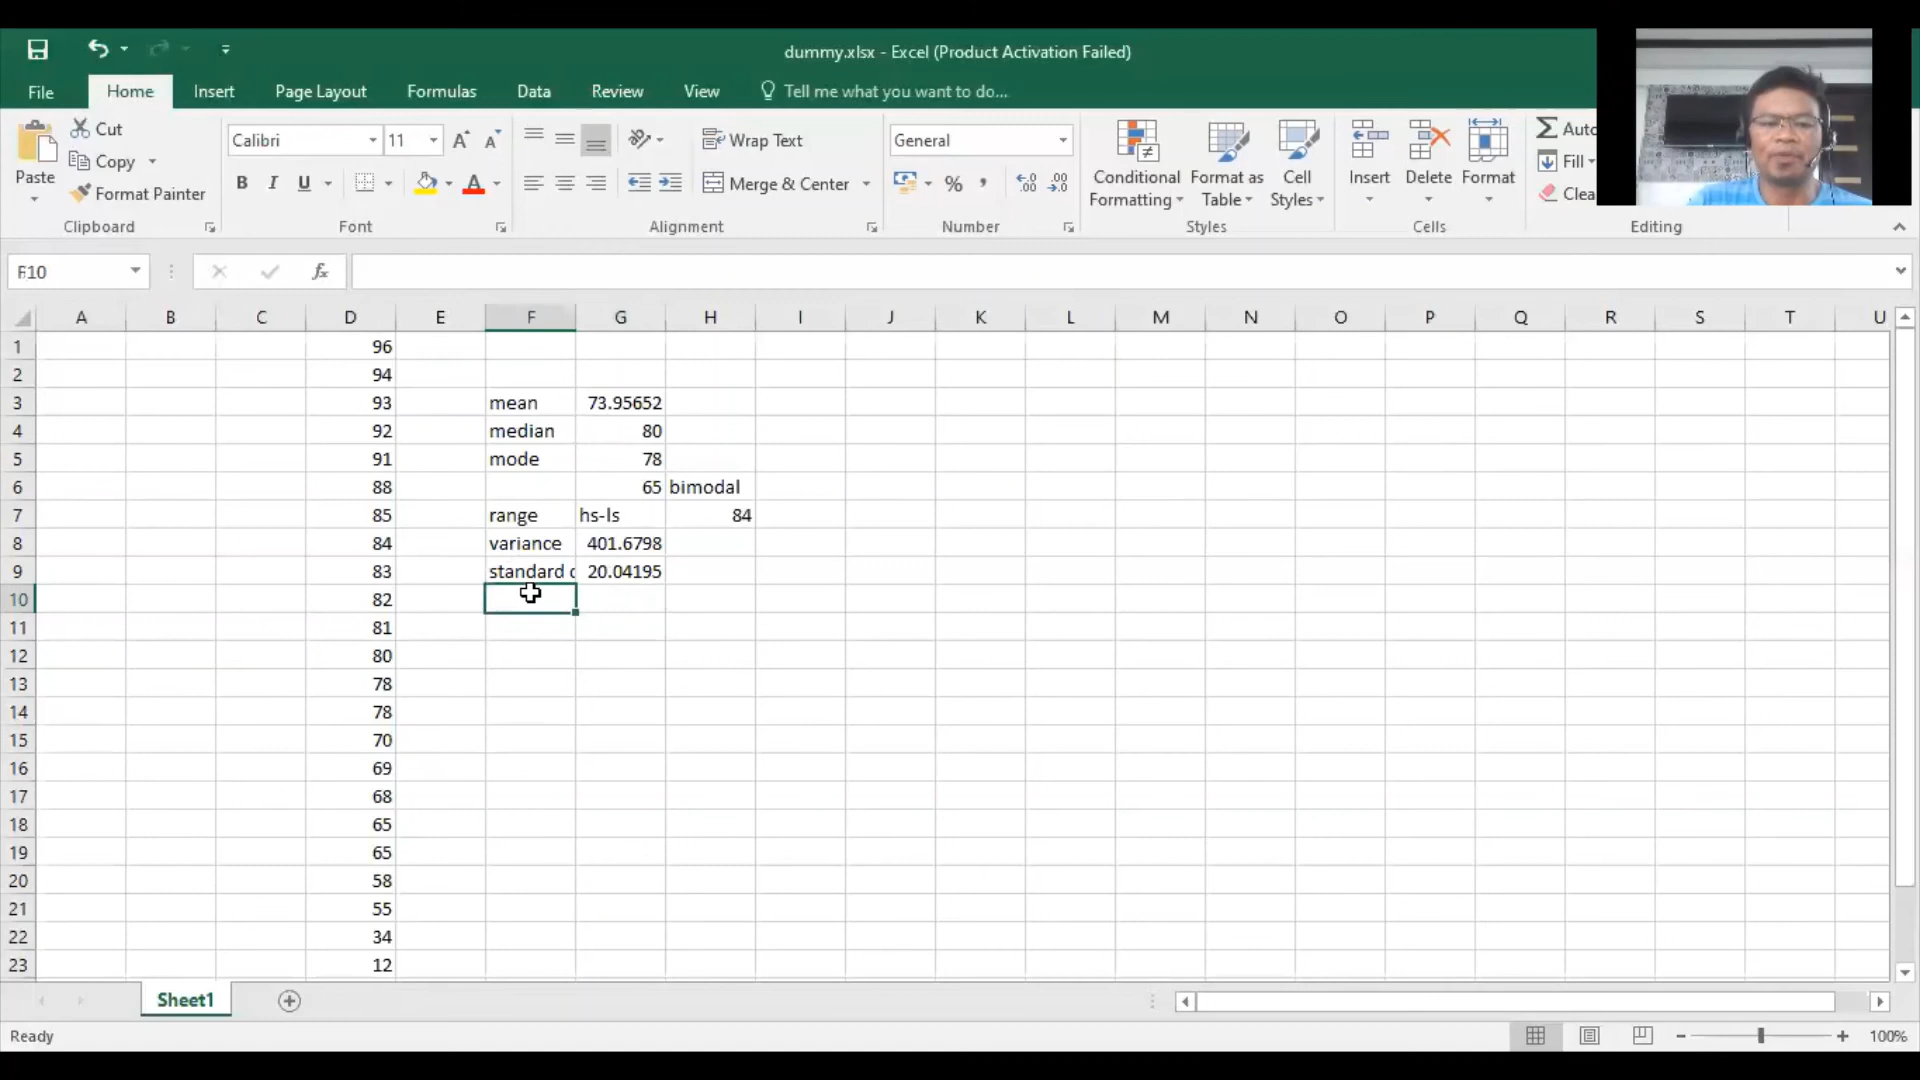 dummy.xlsx - Excel (Product Activation Failed)
File Home Insert Page Layout Formulas Data Review View Tell me what you want to do...
Cut
Copy
Format Painter
Paste
Clipboard
Calibri 11
B I U
Font
Wrap Text
Merge & Center
Alignment
General
%
Number
Conditional Formatting
Format as Table
Cell Styles
Styles
Insert
Delete
Format
Cells
Fill
Editing
F10
fx
A B C D E F G H I J K L M N O P Q R S T U
1 96
2 94
3 93 mean 73.95652
4 92 median 80
5 91 mode 78
6 88 65 bimodal
7 85 range hs-ls 84
8 84 variance 401.6798
9 83 standard 20.04195
10 82
11 81
12 80
13 78
14 78
15 70
16 69
17 68
18 65
19 65
20 58
21 55
22 34
23 12
Sheet1
Ready
100%